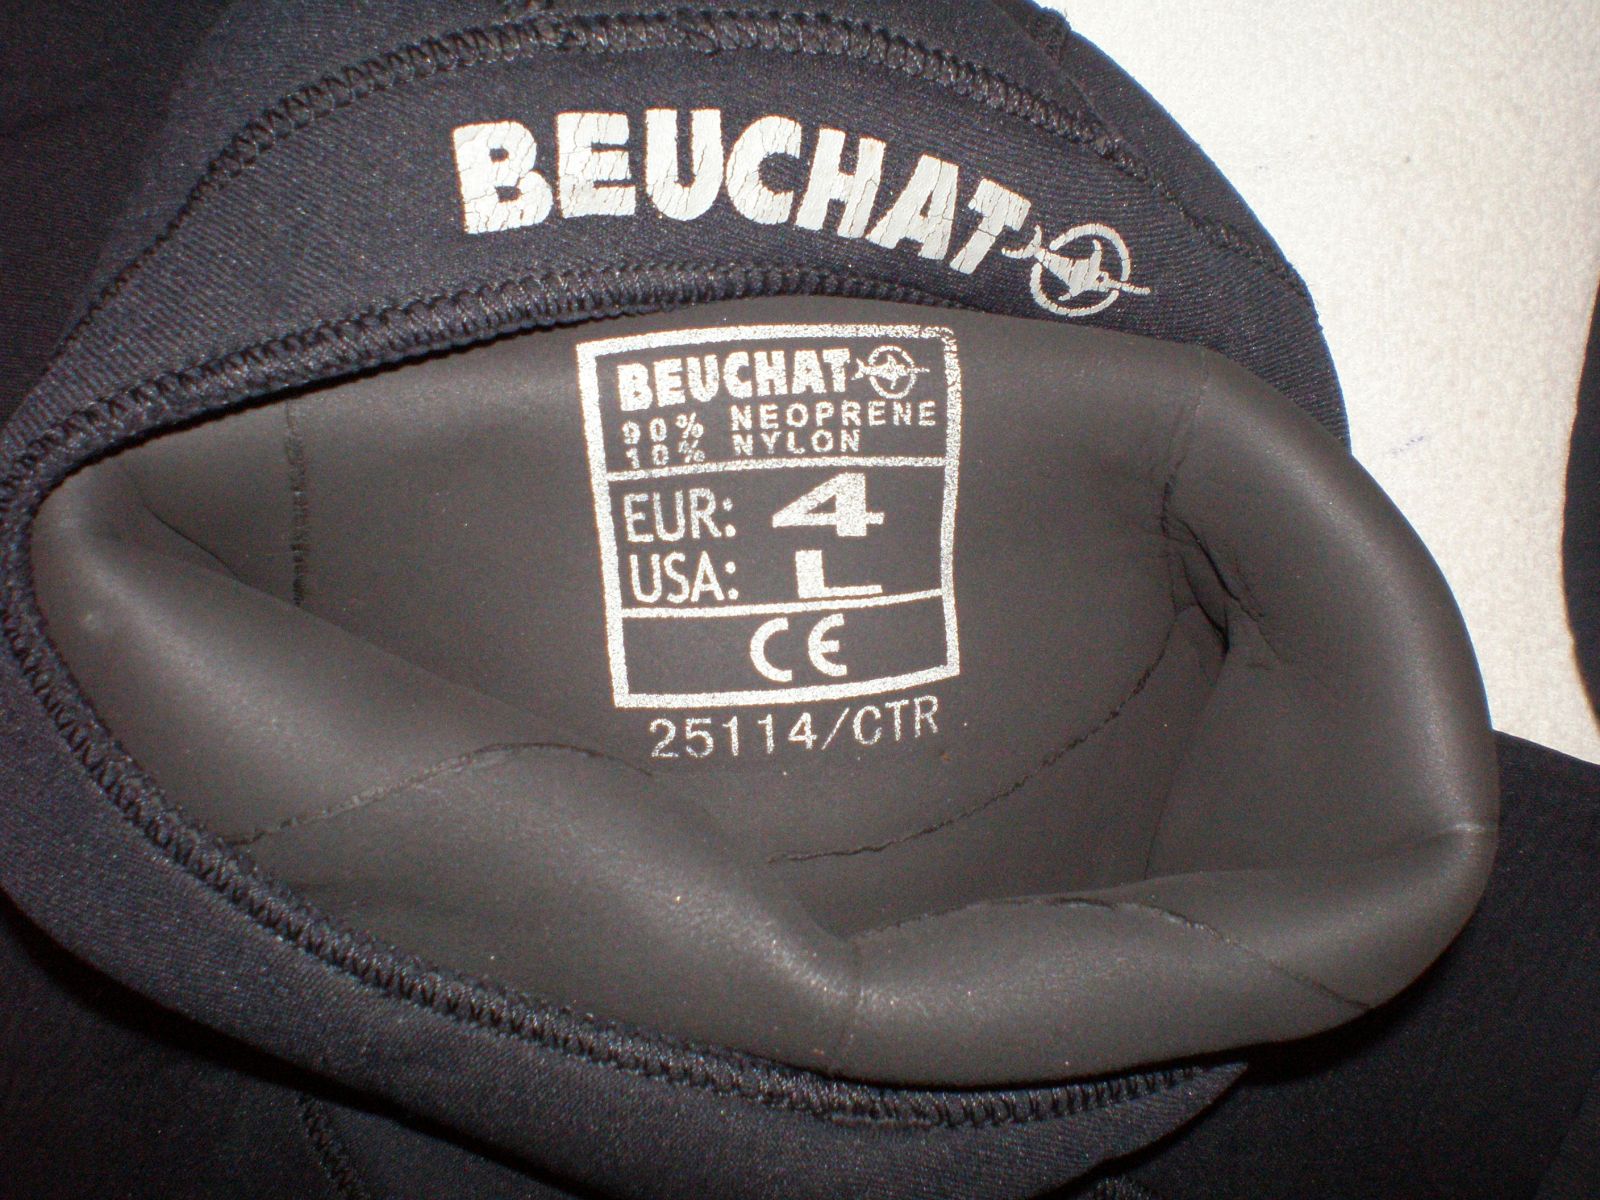 BEUCHAT
BEUCHAT
90% NEOPRENE
10% NYLON
EUR: 4
USA: L
CE
25114/CTR